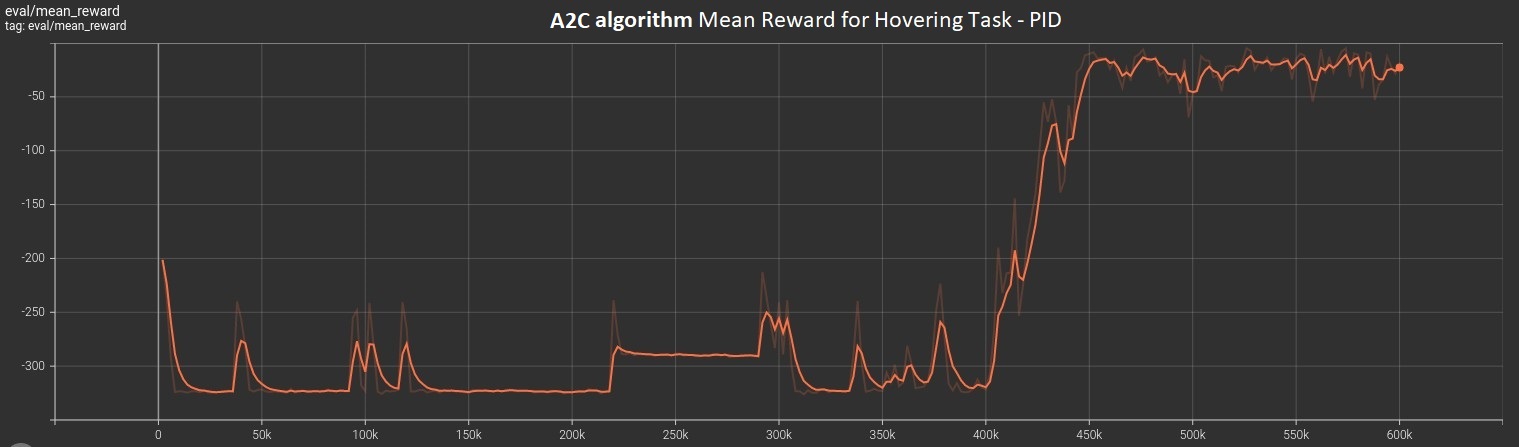 eval/mean_reward
tag: eval/mean_reward
A2C algorithm Mean Reward for Hovering Task - PID
-50
-100
-150
-200
-250
-300
0 50k 100k 150k 200k 250k 300k 350k 400k 450k 500k 550k 600k